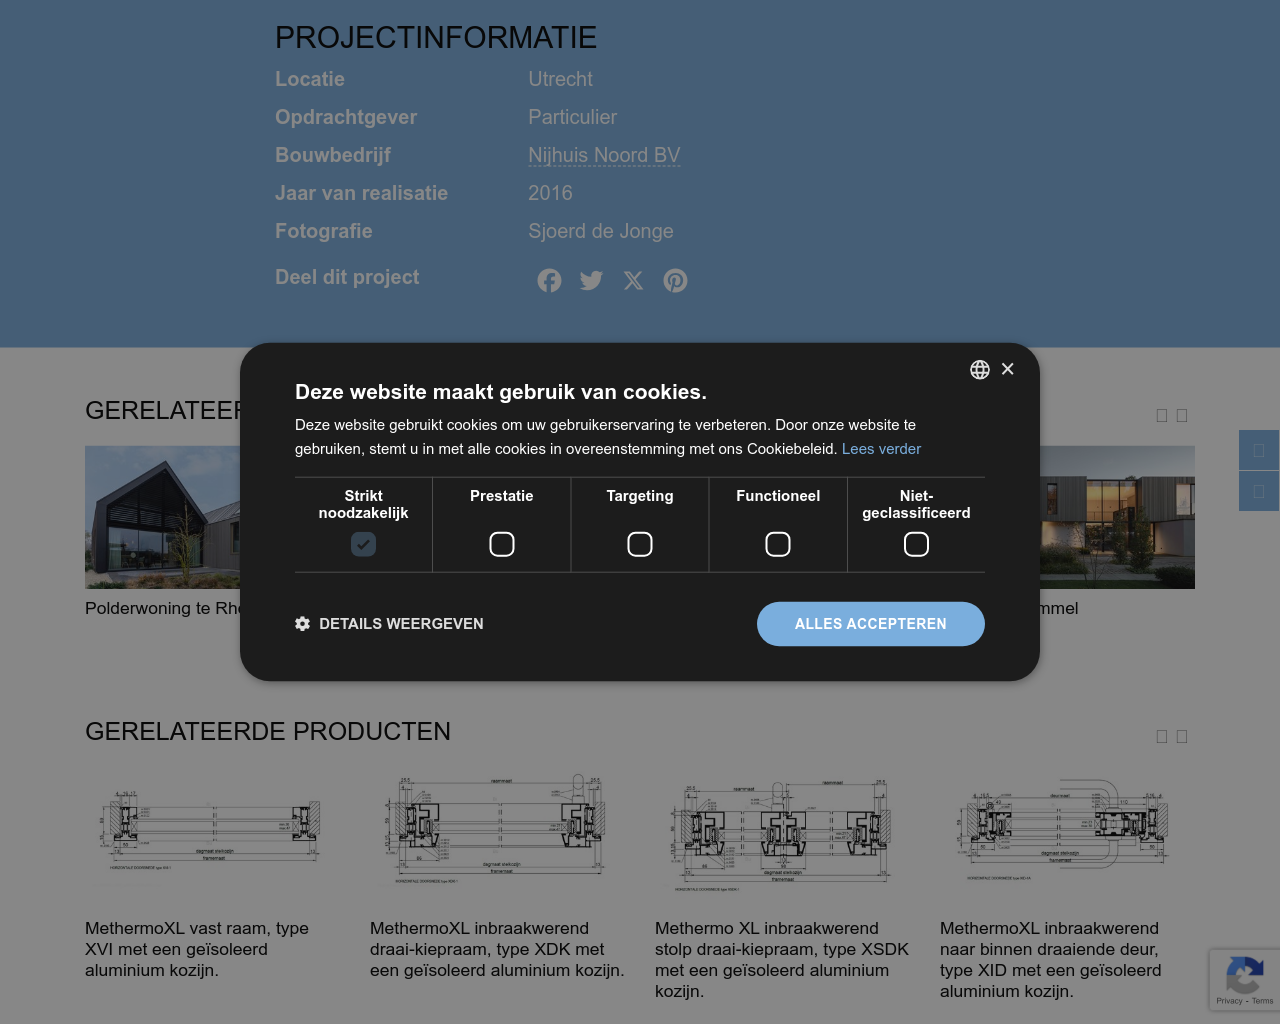 PROJECTINFORMATIE
Locatie Utrecht
Opdrachtgever Particulier
Bouwbedrijf Nijhuis Noord BV
Jaar van realisatie 2016
Fotografie Sjoerd de Jonge
Deel dit project
Deze website maakt gebruik van cookies.
Deze website gebruikt cookies om uw gebruikerservaring te verbeteren. Door onze website te
gebruiken, stemt u in met alle cookies in overeenstemming met ons Cookiebeleid. Lees verder
Strikt
noodzakelijk
Prestatie
Targeting
Functioneel
Niet-
geclassificeerd
DETAILS WEERGEVEN
ALLES ACCEPTEREN
GERELATEER
Polderwoning te Rh
mmel
GERELATEERDE PRODUCTEN
MethermoXL vast raam, type
XVI met een geïsoleerd
aluminium kozijn.
MethermoXL inbraakwerend
draai-kiepraam, type XDK met
een geïsoleerd aluminium kozijn.
Methermo XL inbraakwerend
stolp draai-kiepraam, type XSDK
met een geïsoleerd aluminium
kozijn.
MethermoXL inbraakwerend
naar binnen draaiende deur,
type XID met een geïsoleerd
aluminium kozijn.
Privacy - Terms